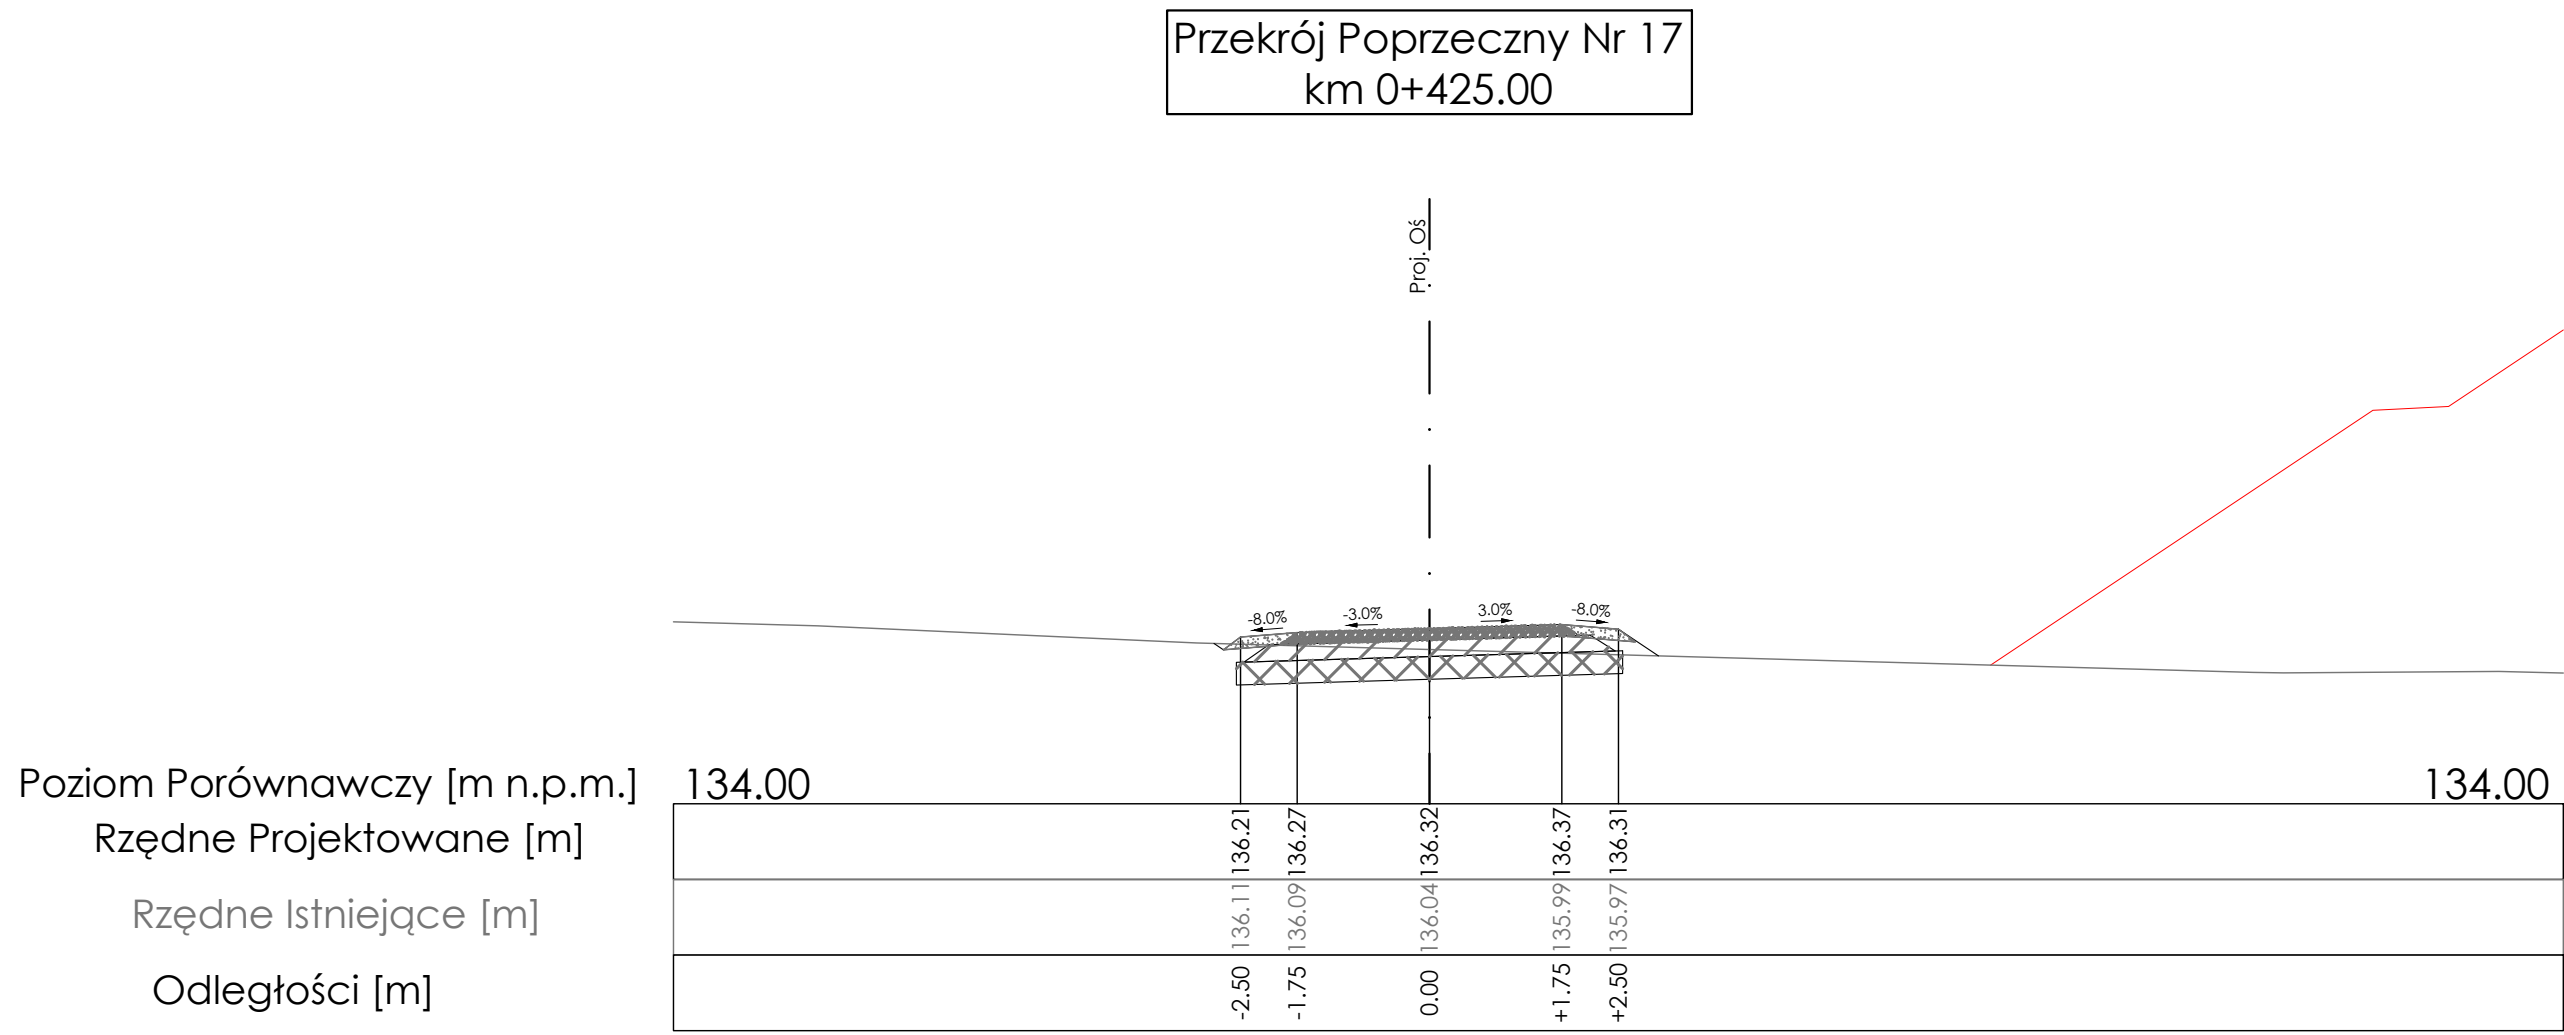 Przekrój Poprzeczny Nr 17
km 0+425.00
Proj. Oś
-8.0% -3.0% 3.0% -8.0%
Poziom Porównawczy [m n.p.m.] 134.00 134.00
Rzędne Projektowane [m] 136.21 136.27 136.32 136.37 136.31
Rzędne Istniejące [m] 136.11 136.09 136.04 135.99 135.97
Odległości [m] -2.50 -1.75 0.00 +1.75 +2.50